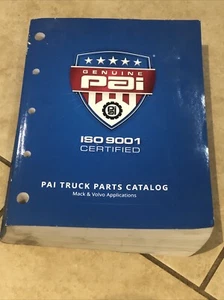 GENUINE
Pai
ISO 9001
CERTIFIED
PAI TRUCK PARTS CATALOG
Mack & Volvo Applications